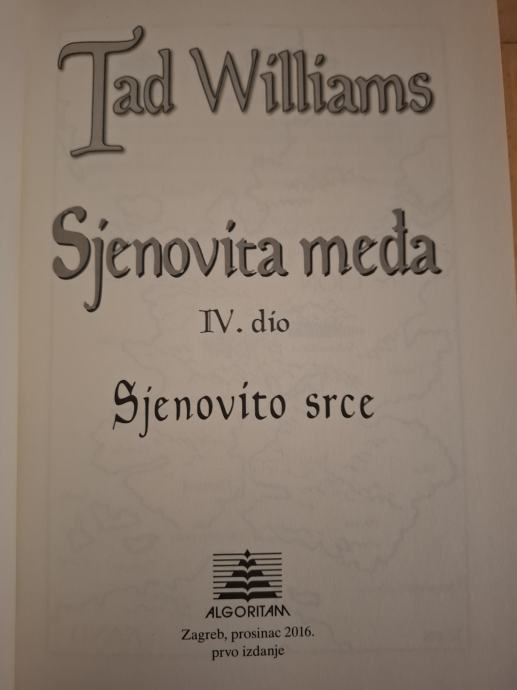 Tad Williams
Sjenovita međa
IV. dio
Sjenovito srce
ALGORITAM
Zagreb, prosinac 2016.
prvo izdanje